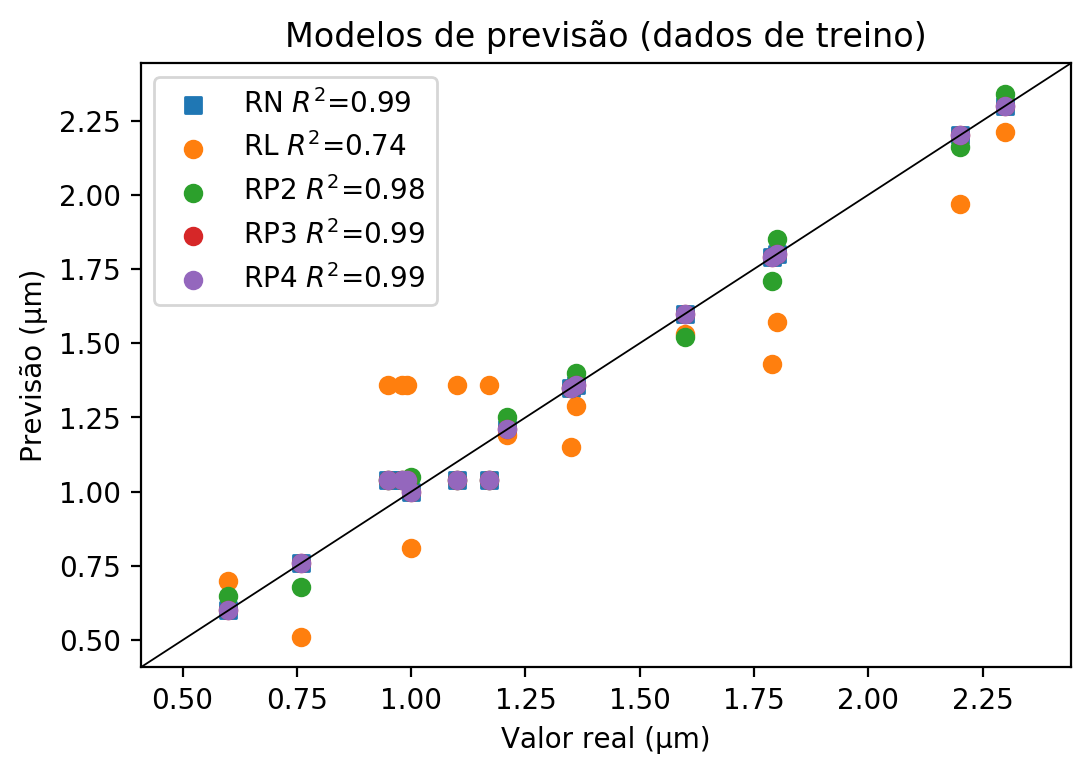 Modelos de previsão (dados de treino)
RN R²=0.99
RL R²=0.74
RP2 R²=0.98
RP3 R²=0.99
RP4 R²=0.99
Previsão (µm)
2.25
2.00
1.75
1.50
1.25
1.00
0.75
0.50
0.50 0.75 1.00 1.25 1.50 1.75 2.00 2.25
Valor real (µm)